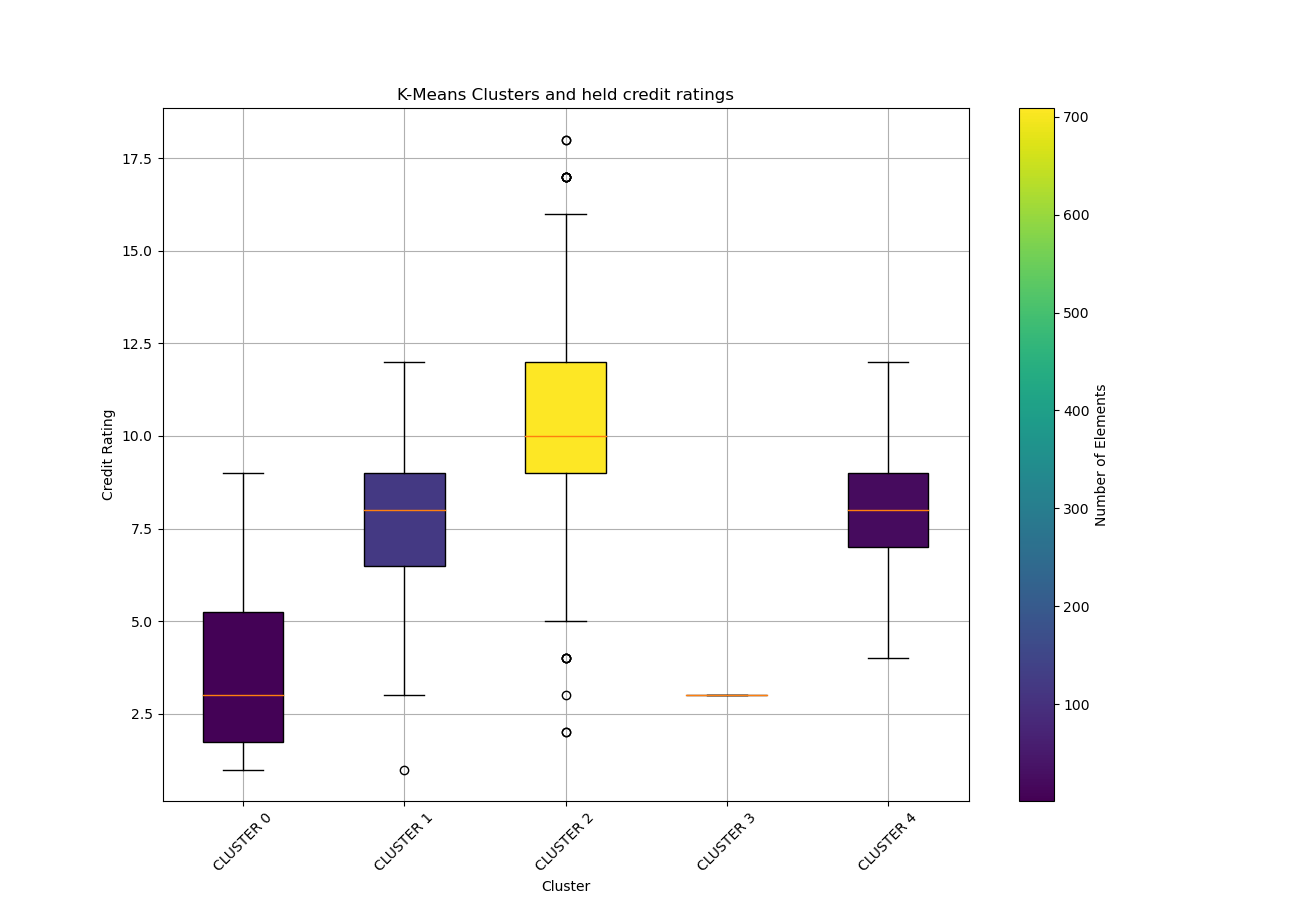 K-Means Clusters and held credit ratings
17.5
15.0
12.5
10.0
7.5
5.0
2.5
Credit Rating
CLUSTER 0
CLUSTER 1
CLUSTER 2
CLUSTER 3
CLUSTER 4
Cluster
700
600
500
400
300
200
100
Number of Elements